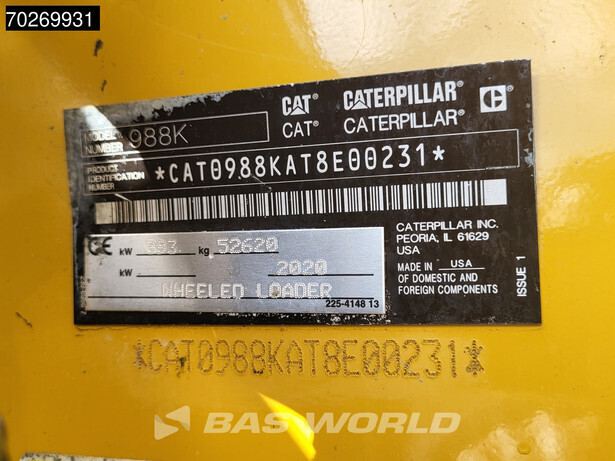 70269931
CAT CATERPILLAR
CAT® CATERPILLAR®
MODEL NUMBER 988K
PRODUCT IDENTIFICATION NUMBER *CAT0988KAT8E00231*
CATERPILLAR INC.
PEORIA, IL 61629
MADE IN USA
OF DOMESTIC AND
FOREIGN COMPONENTS
ISSUE 1
CE kW 393 kg 52620
kW 2020
WHEELED LOADER
225-4148 13
*CAT0988KAT8E00231*
BAS WORLD